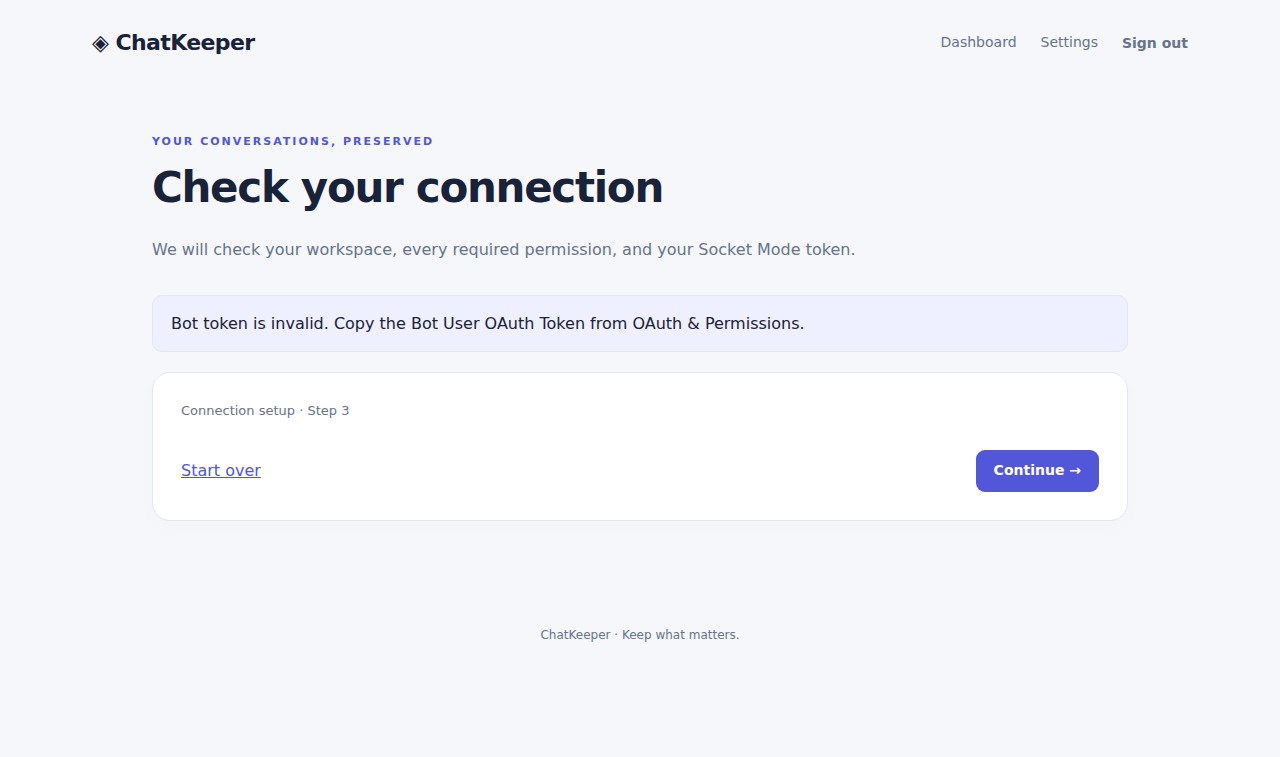 ◈ ChatKeeper
Dashboard Settings Sign out
YOUR CONVERSATIONS, PRESERVED
Check your connection
We will check your workspace, every required permission, and your Socket Mode token.
Bot token is invalid. Copy the Bot User OAuth Token from OAuth & Permissions.
Connection setup · Step 3
Start over
Continue →
ChatKeeper · Keep what matters.